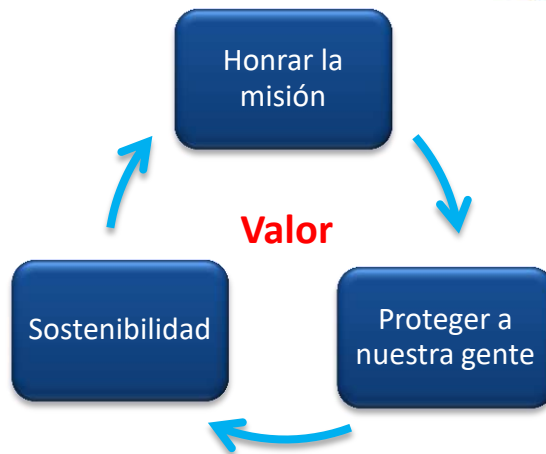 Honrar la
misión
Valor
Sostenibilidad
Proteger a
nuestra gente